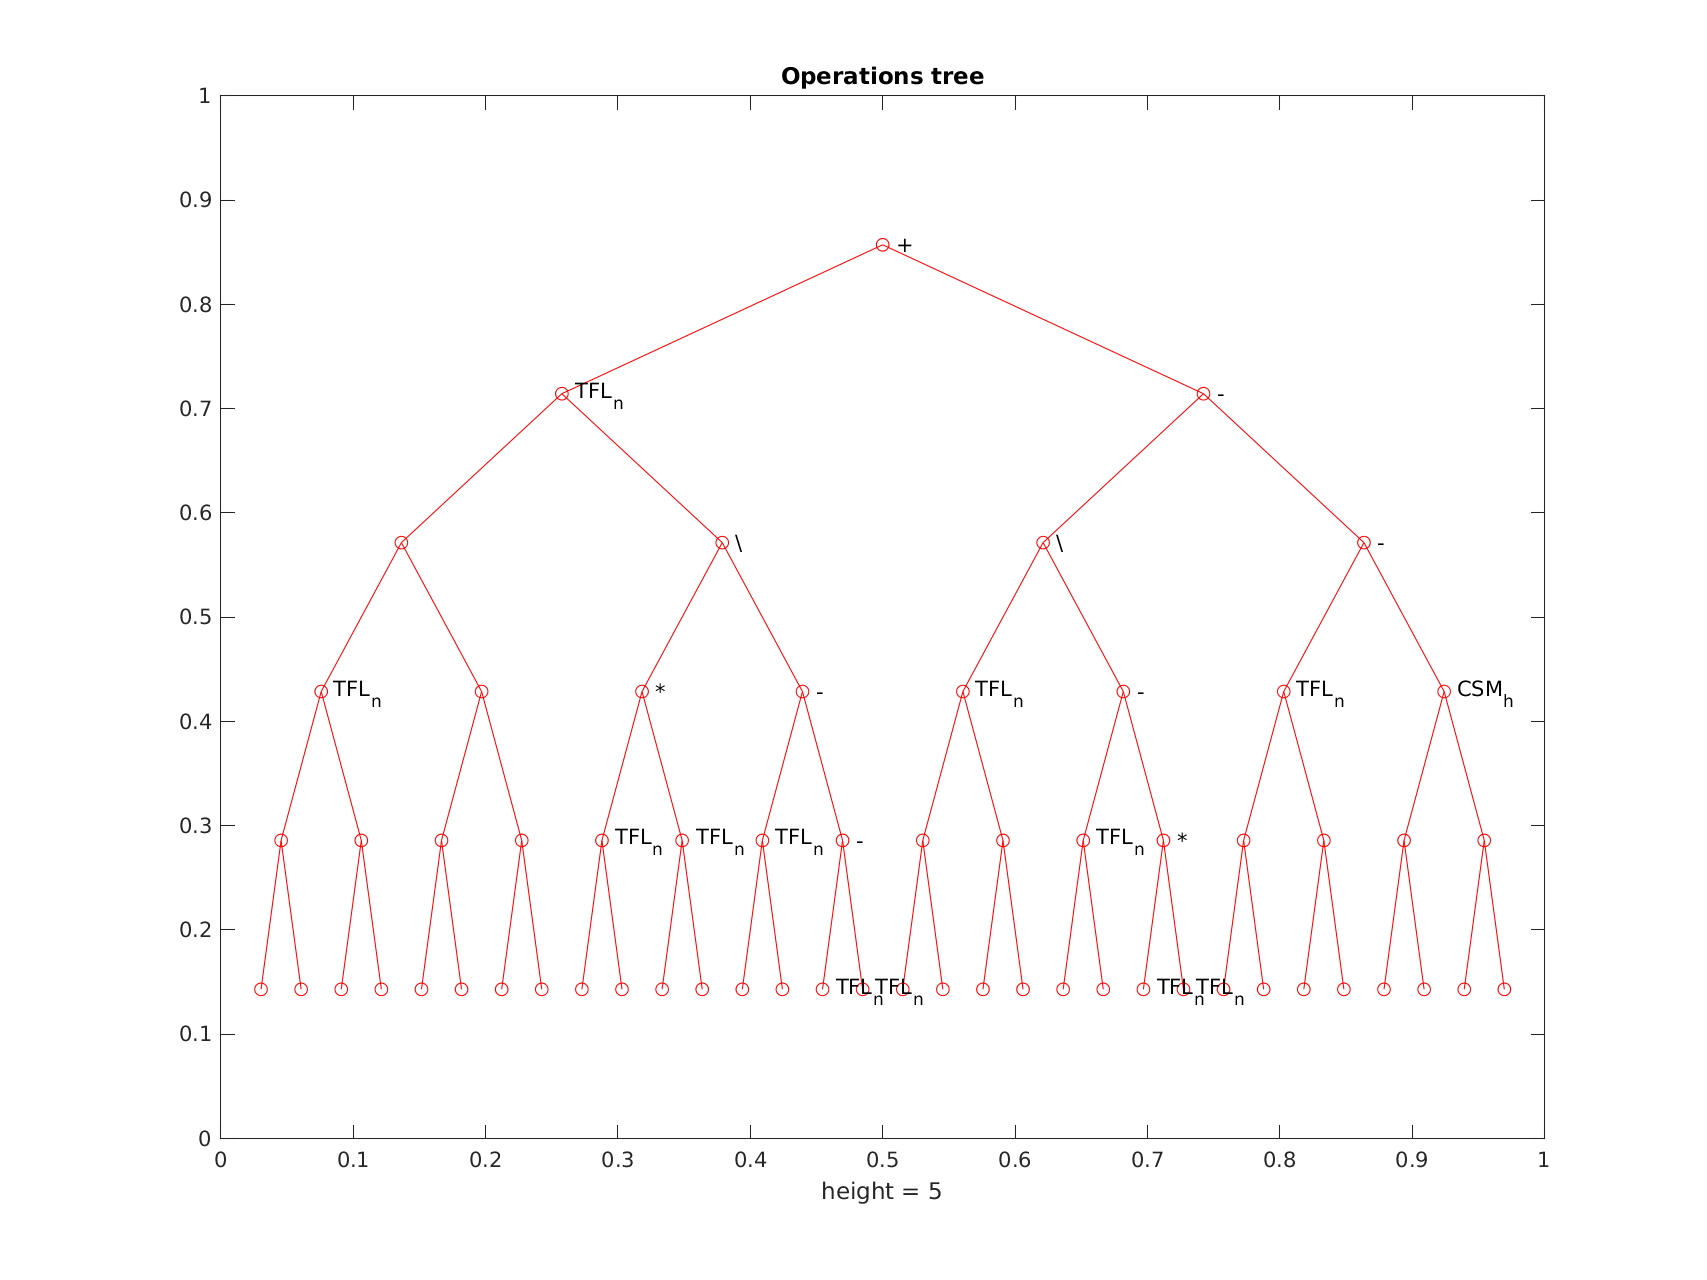 Operations tree
1
0.9
+
0.8
TFLn -
0.7
0.6
\ \ -
0.5
TFLn * - TFLn - TFLn CSMh
0.4
0.3
TFLn TFLn TFLn - TFLn *
0.2
TFLn TFLn TFLn TFLn
0.1
0
0 0.1 0.2 0.3 0.4 0.5 0.6 0.7 0.8 0.9 1
height = 5